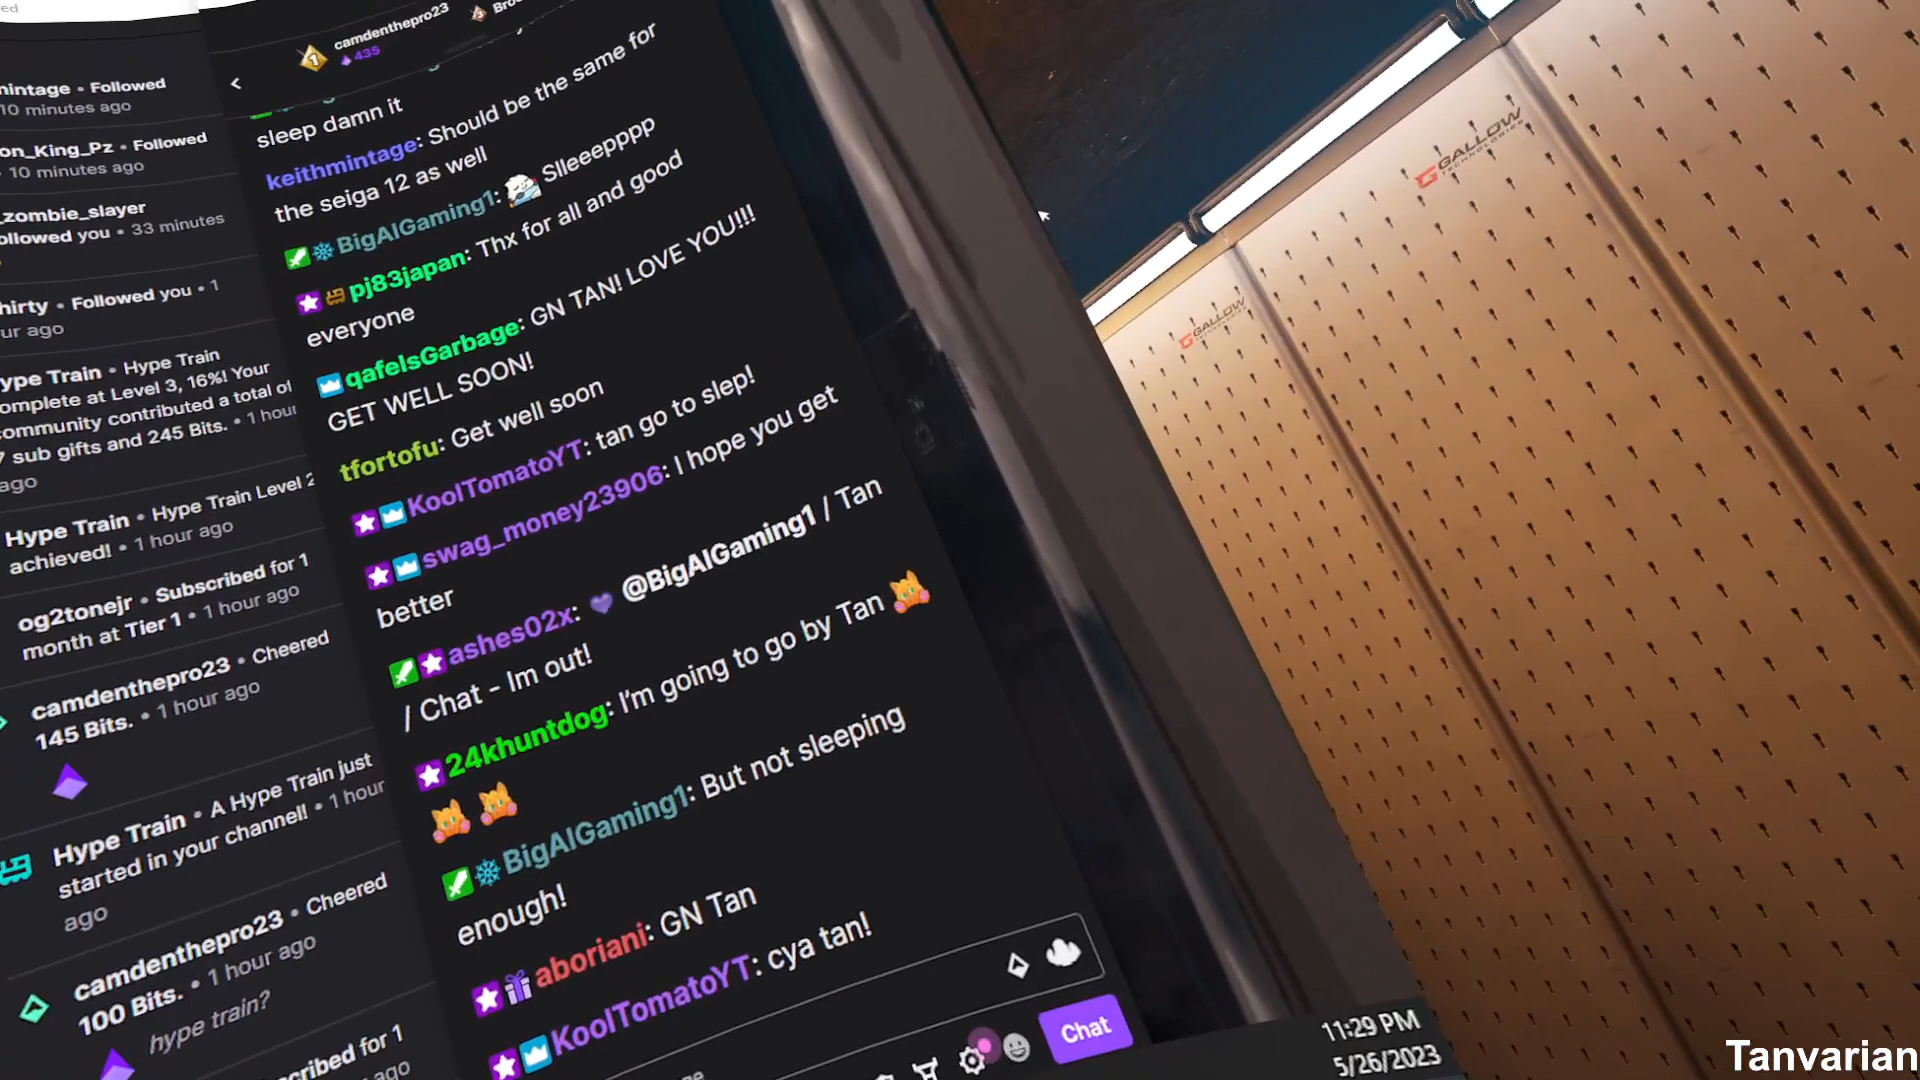 nintage • Followed
10 minutes ago
on_King_Pz • Followed
10 minutes ago
zombie_slayer
ollowed you • 33 minutes
hirty • Followed you • 1
ur ago
ype Train • Hype Train
omplete at Level 3, 16%! Your
ommunity contributed a total of
7 sub gifts and 245 Bits. • 1 hour
ago
Hype Train • Hype Train Level 2
achieved! • 1 hour ago
og2tonejr • Subscribed for 1
month at Tier 1 • 1 hour ago
camdenthepro23 • Cheered
145 Bits. • 1 hour ago
Hype Train • A Hype Train just
started in your channel! • 1 hour
ago
camdenthepro23 • Cheered
100 Bits. • 1 hour ago
hype train?
scribed for 1
ago
1 camdenthepro23
435
sleep damn it
keithmintage: Should be the same for
the seiga 12 as well
BigAlGaming1: Slleeepppp
pj83japan: Thx for all and good
everyone
qafeIsGarbage: GN TAN! LOVE YOU!!!
GET WELL SOON!
tfortofu: Get well soon
KoolTomatoYT: tan go to slep!
swag_money23906: I hope you get
better
ashes02x: @BigAlGaming1 / Tan
/ Chat - Im out!
24khuntdog: I'm going to go by Tan
BigAlGaming1: But not sleeping
enough!
aboriani: GN Tan
KoolTomatoYT: cya tan!
Chat
GALLOW
TECHNOLOGIES
GALLOW
11:29 PM
5/26/2023
Tanvarian